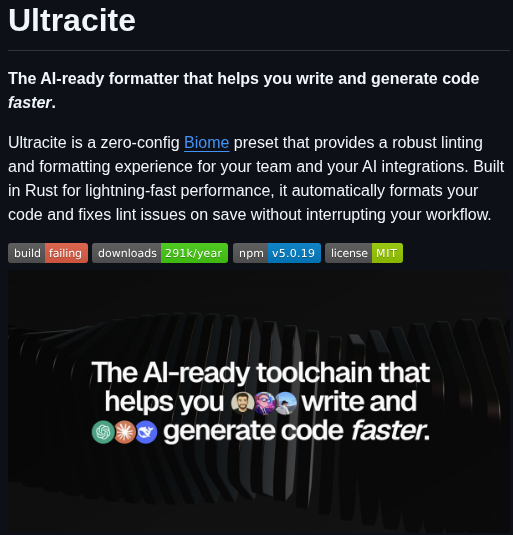 Ultracite
The AI-ready formatter that helps you write and generate code
faster.
Ultracite is a zero-config Biome preset that provides a robust linting
and formatting experience for your team and your AI integrations. Built
in Rust for lightning-fast performance, it automatically formats your
code and fixes lint issues on save without interrupting your workflow.
build failing downloads 291k/year npm v5.0.19 license MIT
The AI-ready toolchain that
helps you write and
generate code faster.